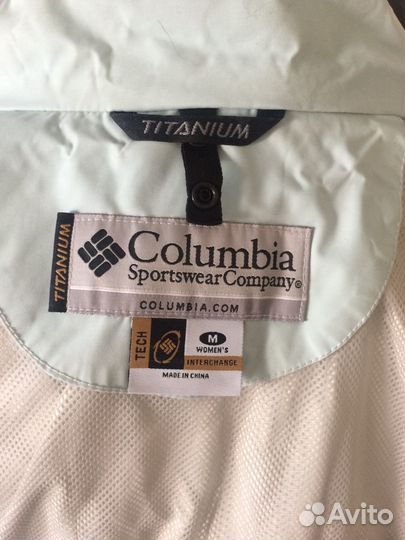 TITANIUM
TITANIUM
Columbia
Sportswear Company®
COLUMBIA.COM
TECH
M
WOMEN'S
INTERCHANGE
MADE IN CHINA
Avito